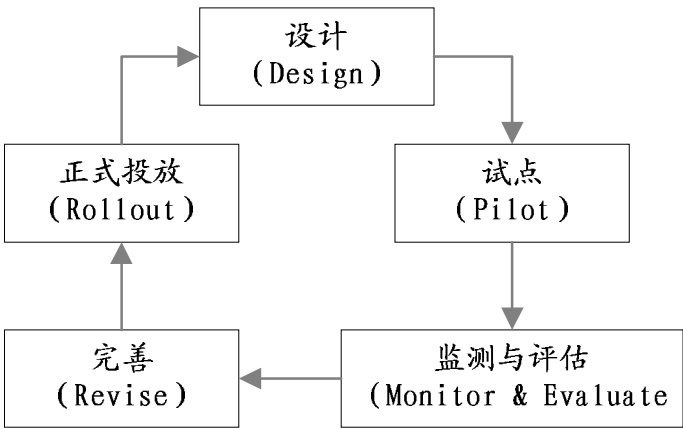 设计
(Design)
正式投放
(Rollout)
试点
(Pilot)
完善
(Revise)
监测与评估
(Monitor & Evaluate